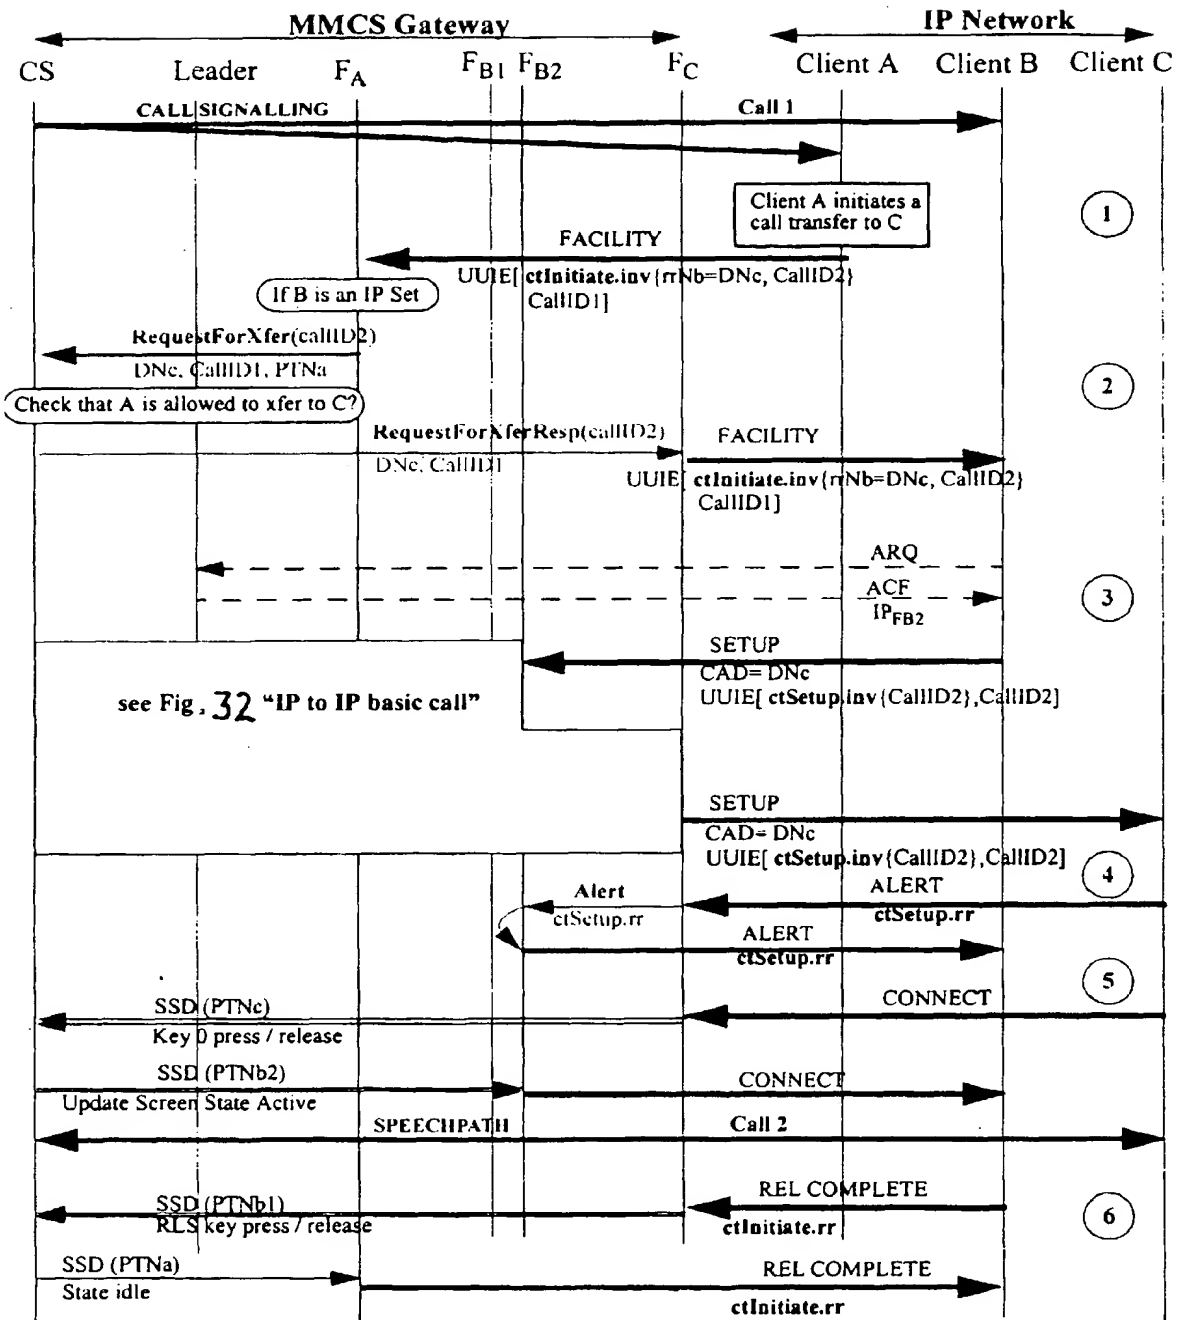 MMCS Gateway
IP Network
CS Leader FA FB1 FB2 FC Client A Client B Client C
CALL SIGNALLING
Call 1
Client A initiates a
call transfer to C
1
FACILITY
UUIE[ ctInitiate.inv{rrNb=DNc, CallID2}
CallID1]
If B is an IP Set
RequestForXfer(callID2)
DNc, CallID1, PTNa
2
Check that A is allowed to xfer to C?
RequestForXferResp(callID2)
DNc, CallID1
FACILITY
UUIE[ ctInitiate.inv{rrNb=DNc, CallID2}
CallID1]
ARQ
ACF
IPFB2
3
SETUP
CAD= DNc
UUIE[ ctSetup.inv{CallID2},CallID2]
see Fig. 32 “IP to IP basic call”
SETUP
CAD= DNc
UUIE[ ctSetup.inv{CallID2},CallID2]
4
ALERT
ctSetup.rr
Alert
ctSetup.rr
ALERT
ctSetup.rr
5
CONNECT
SSD (PTNc)
Key 0 press / release
SSD (PTNb2)
Update Screen State Active
CONNECT
SPEECHPATH
Call 2
REL COMPLETE
ctInitiate.rr
6
SSD (PTNb1)
RLS key press / release
SSD (PTNa)
State idle
REL COMPLETE
ctInitiate.rr